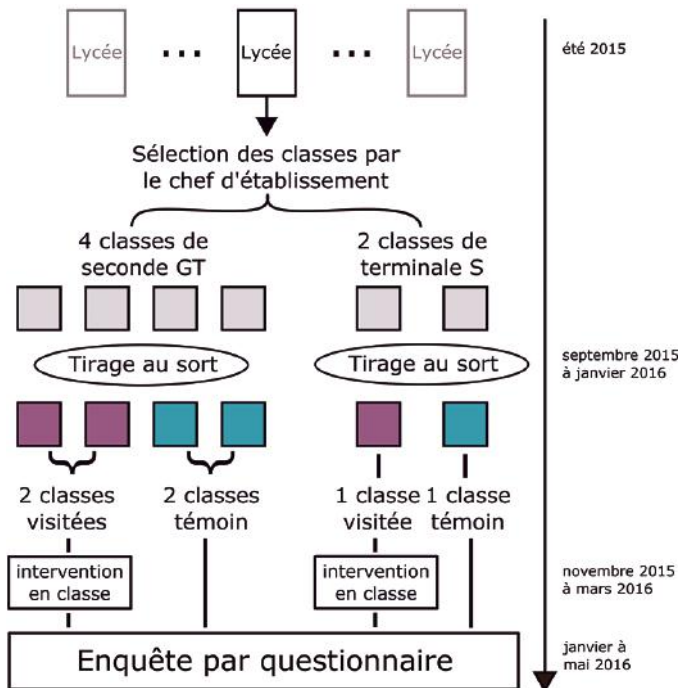 Lycée ... Lycée ... Lycée
été 2015
Sélection des classes par
le chef d'établissement
4 classes de
seconde GT
2 classes de
terminale S
Tirage au sort
Tirage au sort
septembre 2015
à janvier 2016
2 classes
visitées
2 classes
témoin
1 classe
visitée
1 classe
témoin
intervention
en classe
intervention
en classe
novembre 2015
à mars 2016
Enquête par questionnaire
janvier à
mai 2016